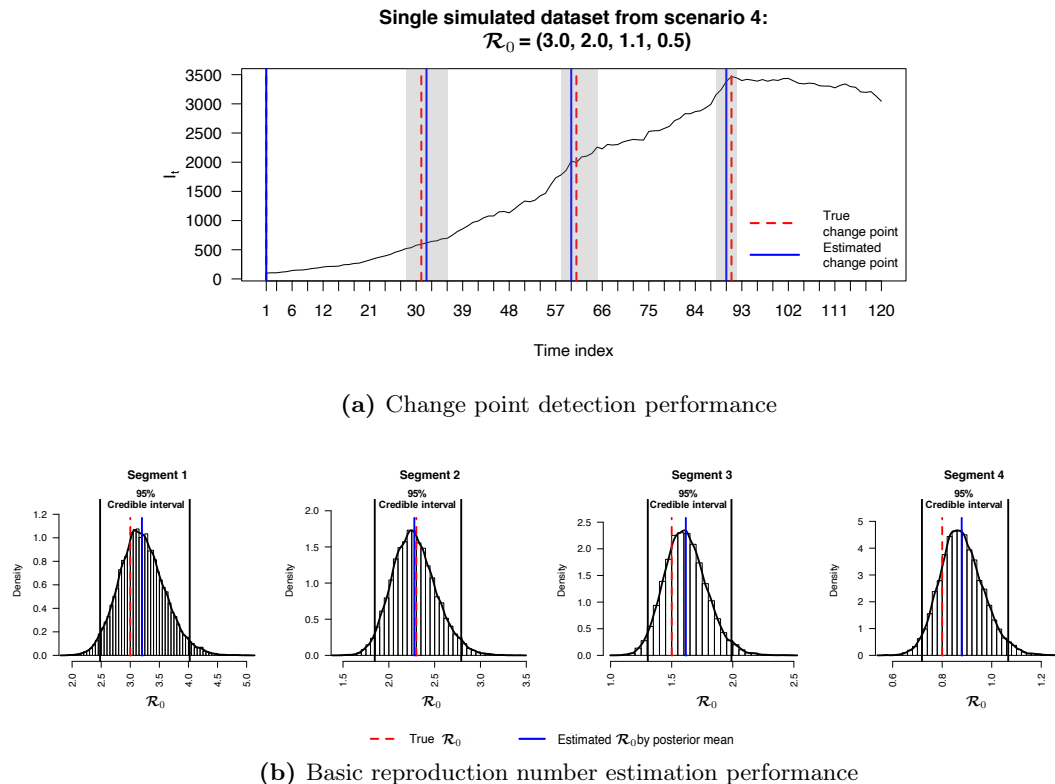 Single simulated dataset from scenario 4:
𝓡₀ = (3.0, 2.0, 1.1, 0.5)
3500
3000
2500
2000
1500
1000
500
0
I_t
True
change point
Estimated
change point
1 6 12 21 30 39 48 57 66 75 84 93 102 111 120
Time index
(a) Change point detection performance
Segment 1
95%
Credible interval
1.2
1.0
0.8
0.6
0.4
0.2
0.0
Density
2.0 2.5 3.0 3.5 4.0 4.5 5.0
𝓡₀
Segment 2
95%
Credible interval
2.0
1.5
1.0
0.5
0.0
Density
1.5 2.0 2.5 3.0 3.5
𝓡₀
Segment 3
95%
Credible interval
2.5
2.0
1.5
1.0
0.5
0.0
Density
1.0 1.5 2.0 2.5
𝓡₀
Segment 4
95%
Credible interval
5
4
3
2
1
0
Density
0.6 0.8 1.0 1.2
𝓡₀
True 𝓡₀ Estimated 𝓡₀ by posterior mean
(b) Basic reproduction number estimation performance